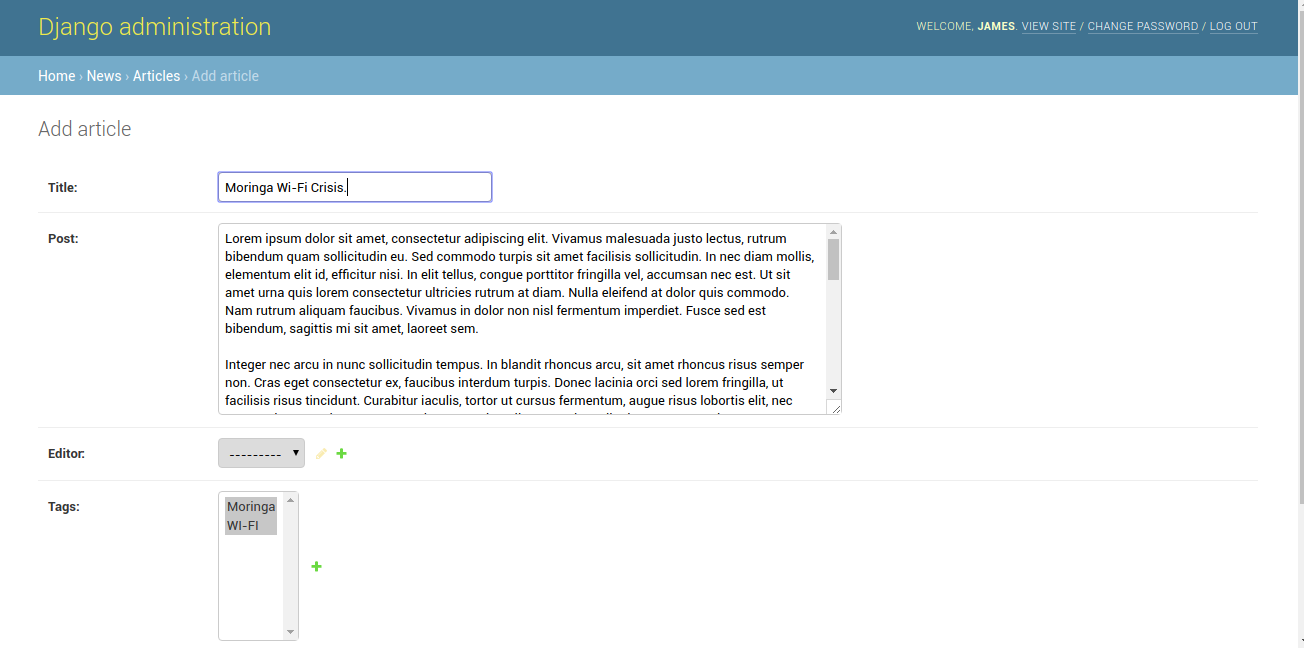 Django administration
WELCOME, JAMES. VIEW SITE / CHANGE PASSWORD / LOG OUT
Home › News › Articles › Add article
Add article
Title:
Moringa Wi-Fi Crisis.
Post:
Lorem ipsum dolor sit amet, consectetur adipiscing elit. Vivamus malesuada justo lectus, rutrum
bibendum quam sollicitudin eu. Sed commodo turpis sit amet facilisis sollicitudin. In nec diam mollis,
elementum elit id, efficitur nisi. In elit tellus, congue porttitor fringilla vel, accumsan nec est. Ut sit
amet urna quis lorem consectetur ultricies rutrum at diam. Nulla eleifend at dolor quis commodo.
Nam rutrum aliquam faucibus. Vivamus in dolor non nisl fermentum imperdiet. Fusce sed est
bibendum, sagittis mi sit amet, laoreet sem.
Integer nec arcu in nunc sollicitudin tempus. In blandit rhoncus arcu, sit amet rhoncus risus semper
non. Cras eget consectetur ex, faucibus interdum turpis. Donec lacinia orci sed lorem fringilla, ut
facilisis risus tincidunt. Curabitur iaculis, tortor ut cursus fermentum, augue risus lobortis elit, nec
Editor:
---------
Tags:
Moringa
WI-FI